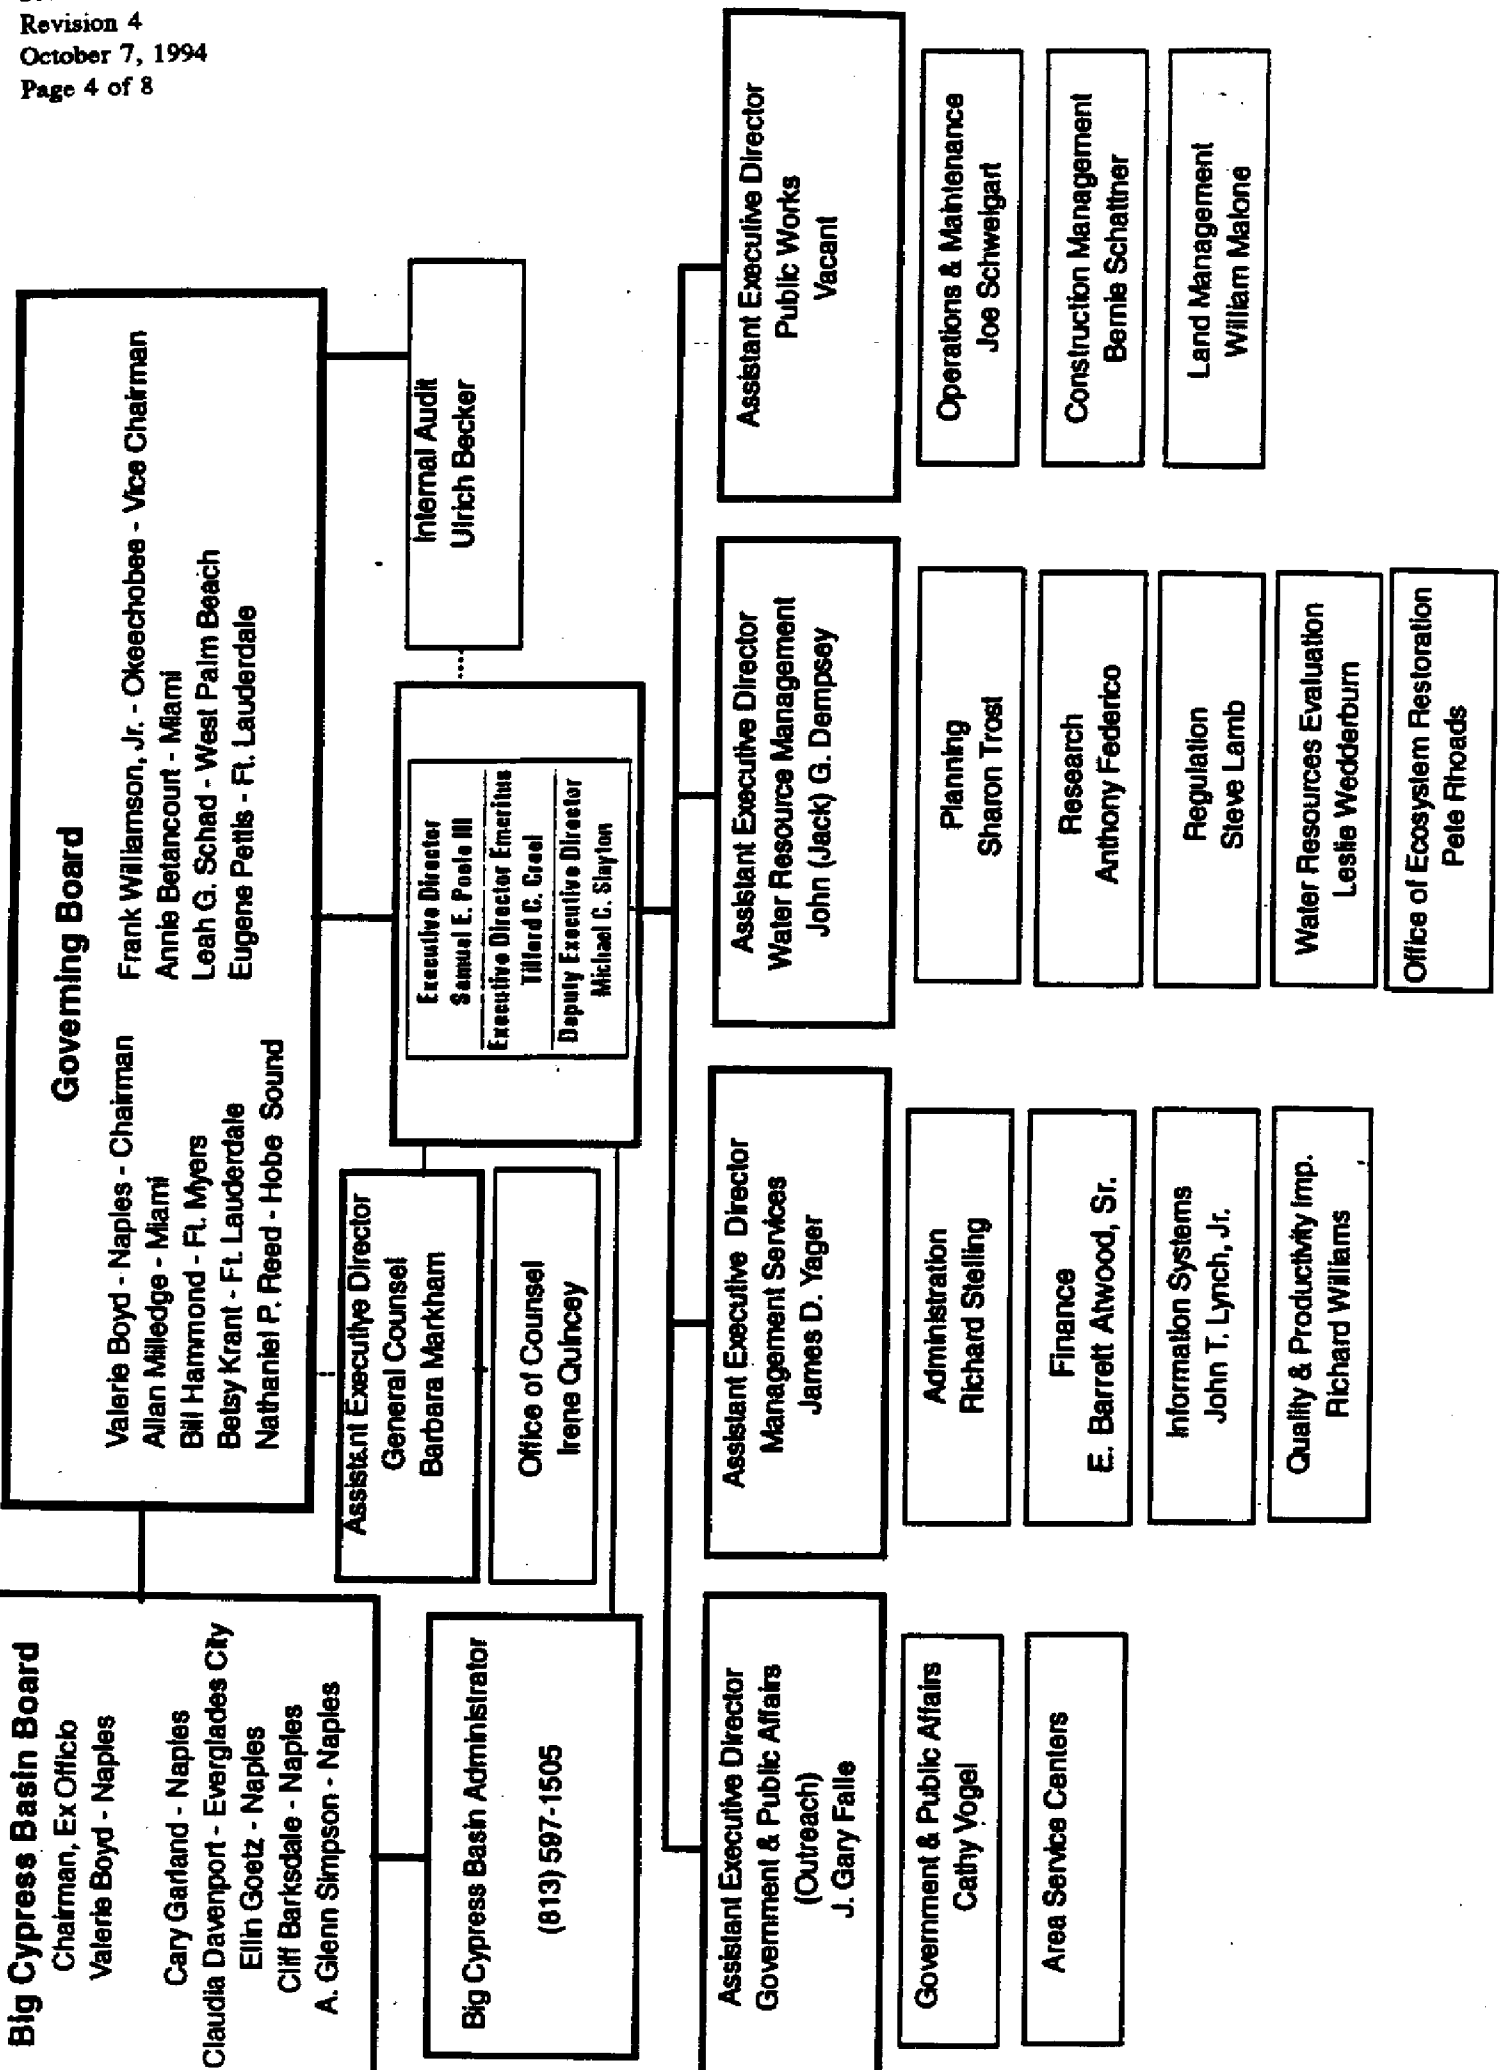 Revision 4
October 7, 1994
Page 4 of 8
Big Cypress Basin Board
Chairman, Ex Officio
Valerie Boyd - Naples
Cary Garland - Naples
Claudia Davenport - Everglades City
Ellin Goetz - Naples
Cliff Barksdale - Naples
A. Glenn Simpson - Naples
Governing Board
Valerie Boyd - Naples - Chairman
Allan Milledge - Miami
Bill Hammond - Ft. Myers
Betsy Krant - Ft. Lauderdale
Nathaniel P. Reed - Hobe Sound
Frank Williamson, Jr. - Okeechobee - Vice Chairman
Annie Betancourt - Miami
Leah G. Schad - West Palm Beach
Eugene Pettis - Ft. Lauderdale
Big Cypress Basin Administrator
(813) 597-1505
Assistant Executive Director
General Counsel
Barbara Markham
Office of Counsel
Irene Quincey
Executive Director
Samuel E. Poole III
Executive Director Emeritus
Tilford C. Creel
Deputy Executive Director
Michael C. Slayton
Internal Audit
Ulrich Becker
Assistant Executive Director
Government & Public Affairs
(Outreach)
J. Gary Falle
Government & Public Affairs
Cathy Vogel
Area Service Centers
Assistant Executive Director
Management Services
James D. Yager
Administration
Richard Stelling
Finance
E. Barrett Atwood, Sr.
Information Systems
John T. Lynch, Jr.
Quality & Productivity Imp.
Richard Williams
Assistant Executive Director
Water Resource Management
John (Jack) G. Dempsey
Planning
Sharon Trost
Research
Anthony Federico
Regulation
Steve Lamb
Water Resources Evaluation
Leslie Wedderburn
Office of Ecosystem Restoration
Pete Rhoads
Assistant Executive Director
Public Works
Vacant
Operations & Maintenance
Joe Schweigart
Construction Management
Bernie Schattner
Land Management
William Malone